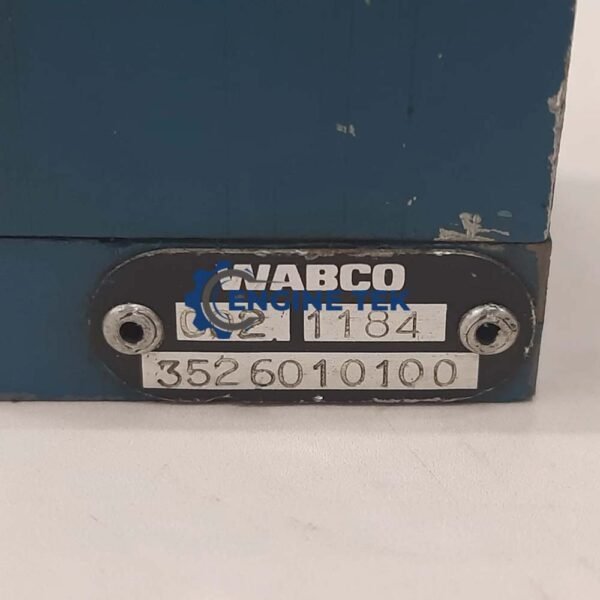 WABCO
ENGINE TEK
1184
3526010100